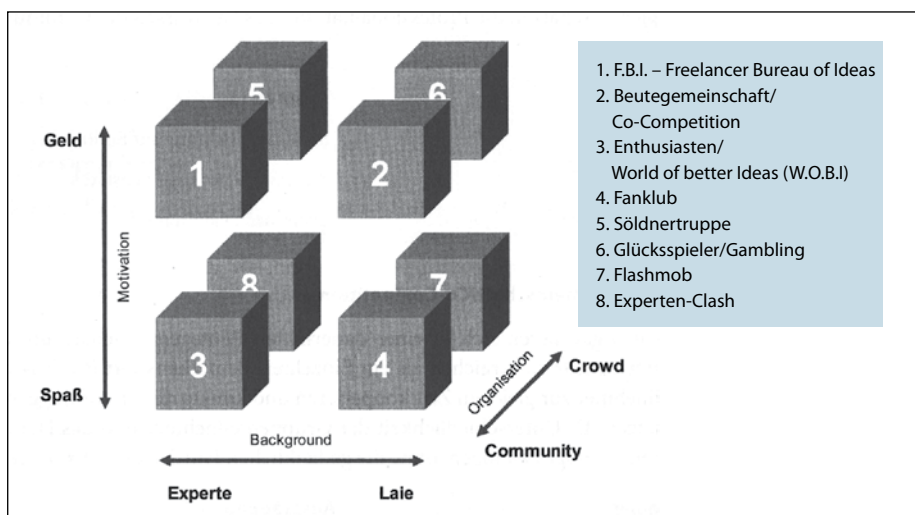 5
6
Geld
1
2
Motivation
8
7
3
4
Spaß
Background
Experte
Laie
Organisation
Crowd
Community
1. F.B.I. – Freelancer Bureau of Ideas
2. Beutegemeinschaft/
Co-Competition
3. Enthusiasten/
World of better Ideas (W.O.B.I)
4. Fanklub
5. Söldnertruppe
6. Glücksspieler/Gambling
7. Flashmob
8. Experten-Clash